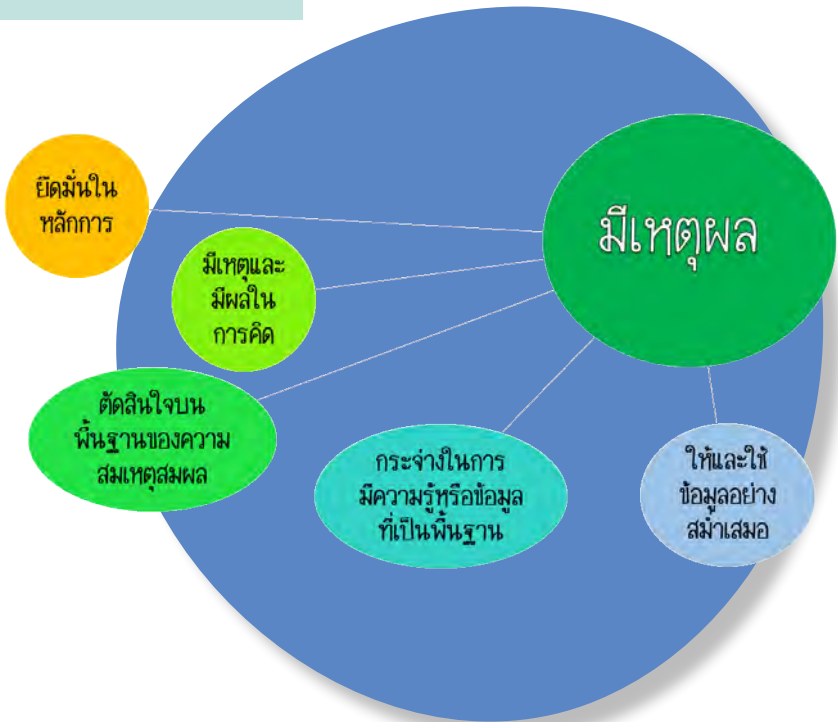 มีเหตุผล
ยึดมั่นใน
หลักการ
มีเหตุและ
มีผลใน
การคิด
ตัดสินใจบน
พื้นฐานของความ
สมเหตุสมผล
กระจ่างในการ
มีความรู้หรือข้อมูล
ที่เป็นพื้นฐาน
ให้และใช้
ข้อมูลอย่าง
สม่ำเสมอ